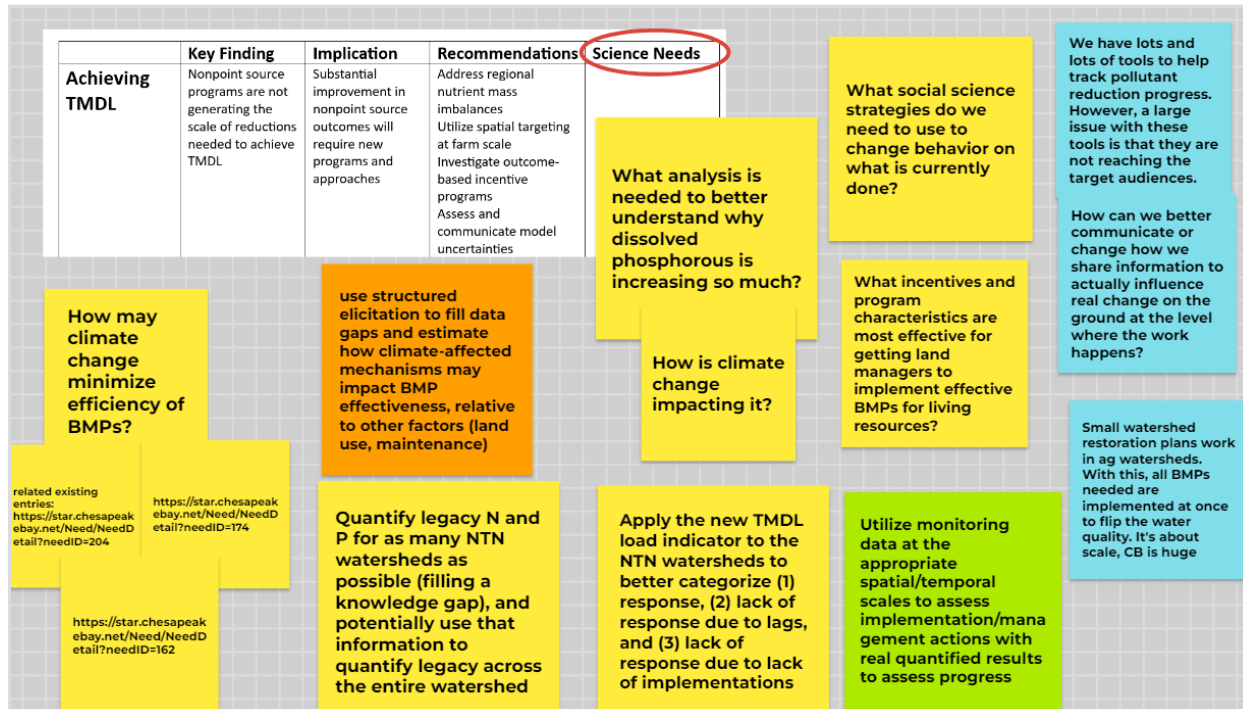 Key Finding
Implication
Recommendations
Science Needs
Achieving
TMDL
Nonpoint source
programs are not
generating the
scale of reductions
needed to achieve
TMDL
Substantial
improvement in
nonpoint source
outcomes will
require new
programs and
approaches
Address regional
nutrient mass
imbalances
Utilize spatial targeting
at farm scale
Investigate outcome-
based incentive
programs
Assess and
communicate model
uncertainties
What analysis is
needed to better
understand why
dissolved
phosphorous is
increasing so much?
What social science
strategies do we
need to use to
change behavior on
what is currently
done?
We have lots and
lots of tools to help
track pollutant
reduction progress.
However, a large
issue with these
tools is that they are
not reaching the
target audiences.
How can we better
communicate or
change how we
share information to
actually influence
real change on the
ground at the level
where the work
happens?
How may
climate
change
minimize
efficiency of
BMPs?
use structured
elicitation to fill data
gaps and estimate
how climate-affected
mechanisms may
impact BMP
effectiveness, relative
to other factors (land
use, maintenance)
How is climate
change
impacting it?
What incentives and
program
characteristics are
most effective for
getting land
managers to
implement effective
BMPs for living
resources?
Small watershed
restoration plans work
in ag watersheds.
With this, all BMPs
needed are
implemented at once
to flip the water
quality. It's about
scale, CB is huge
related existing
entries:
https://star.chesapeak
ebay.net/Need/NeedD
etail?needID=204
https://star.chesapeak
ebay.net/Need/NeedD
etail?needID=174
https://star.chesapeak
ebay.net/Need/NeedD
etail?needID=162
Quantify legacy N and
P for as many NTN
watersheds as
possible (filling a
knowledge gap), and
potentially use that
information to
quantify legacy across
the entire watershed
Apply the new TMDL
load indicator to the
NTN watersheds to
better categorize (1)
response, (2) lack of
response due to lags,
and (3) lack of
response due to lack
of implementations
Utilize monitoring
data at the
appropriate
spatial/temporal
scales to assess
implementation/mana
gement actions with
real quantified results
to assess progress